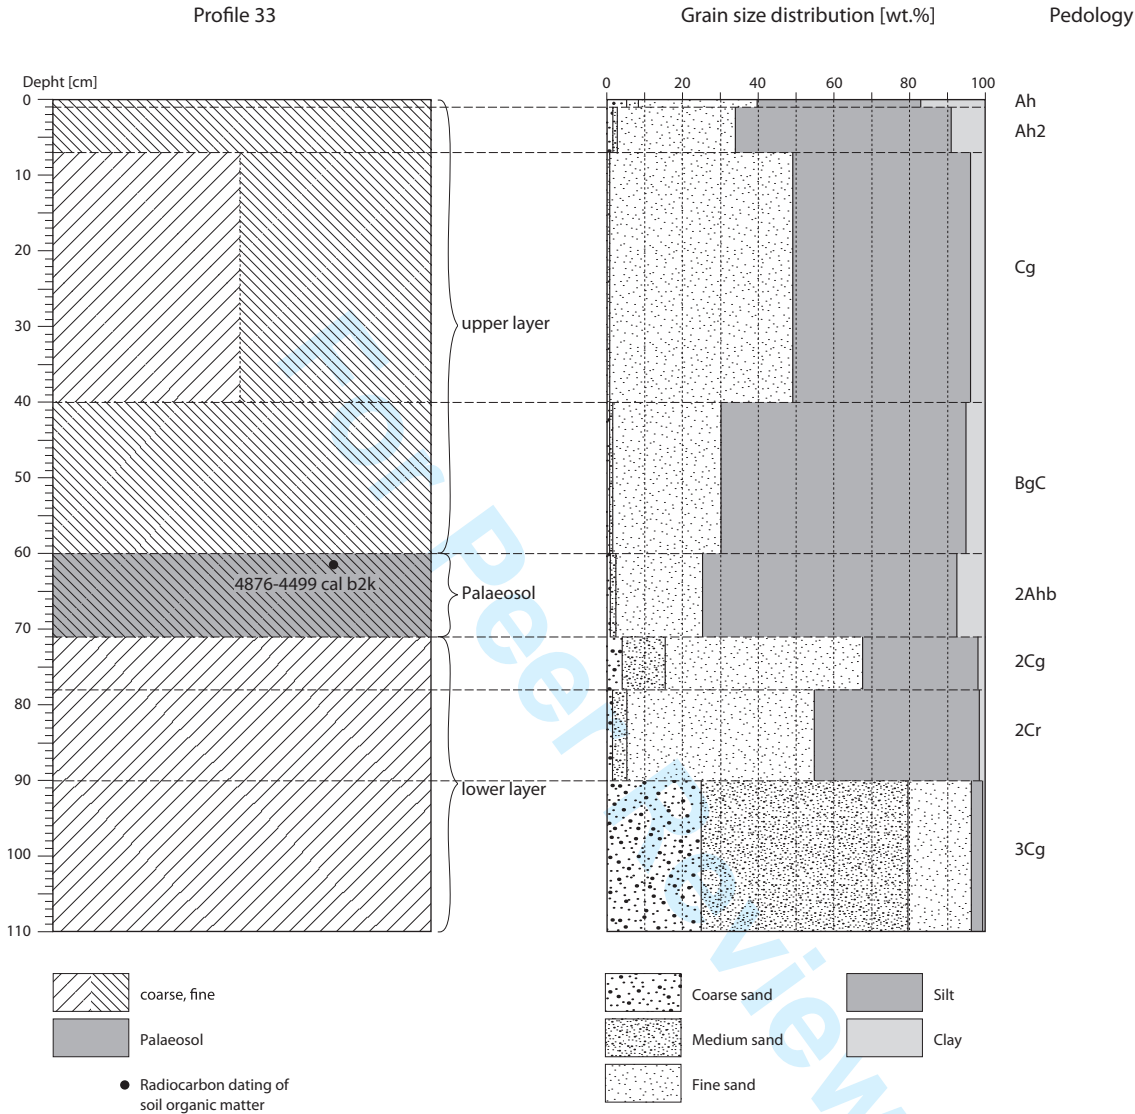 Profile 33
Grain size distribution [wt.%]
Pedology
Depht [cm]
0 20 40 60 80 100
0
10
20
30
40
50
60
70
80
90
100
110
upper layer
Palaeosol
lower layer
4876-4499 cal b2k
Ah
Ah2
Cg
BgC
2Ahb
2Cg
2Cr
3Cg
coarse, fine
Palaeosol
Radiocarbon dating of
soil organic matter
Coarse sand
Medium sand
Fine sand
Silt
Clay
For Peer Review